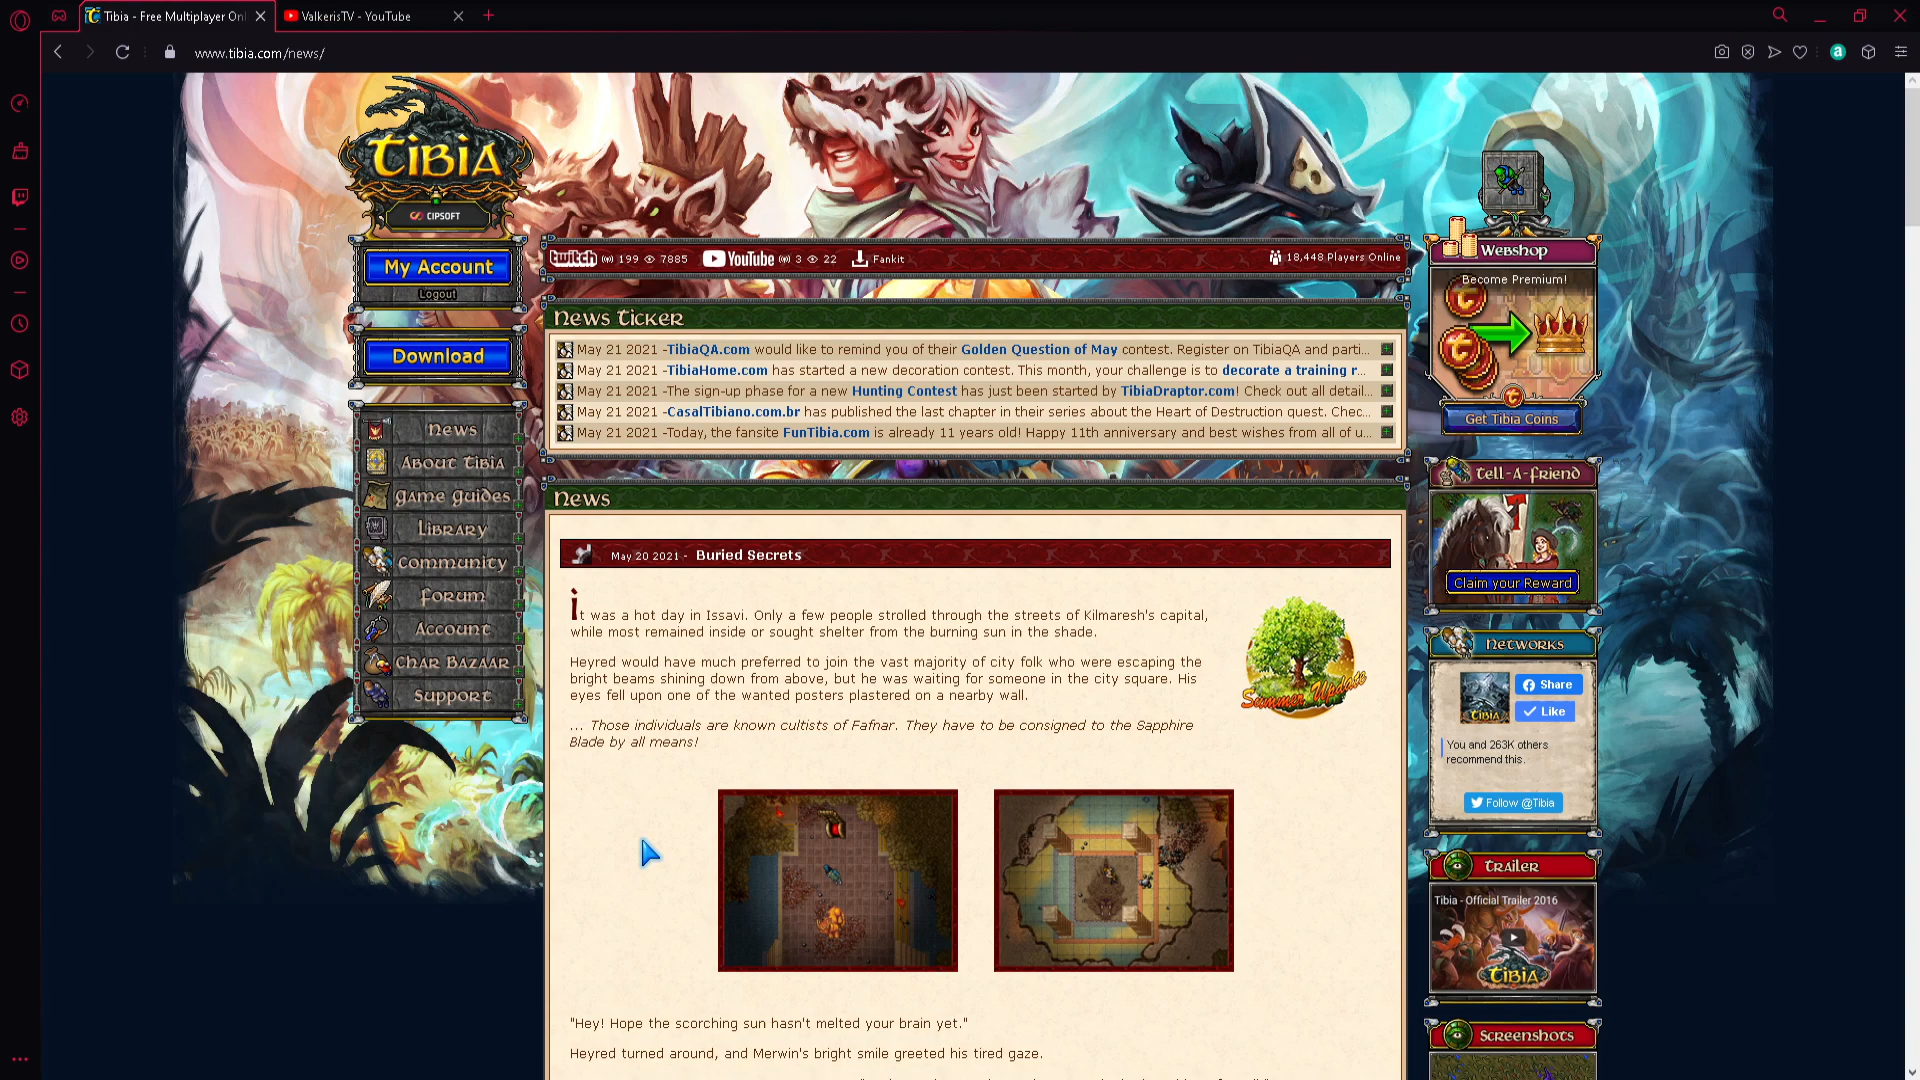 Tibia - Free Multiplayer Onl
ValkerisTV - YouTube
www.tibia.com/news/
TIBIA
CIPSOFT
My Account
Logout
Download
News
About Tibia
Game Guides
Library
Community
Forum
Account
Char Bazaar
Support
twitch 199 7885 YouTube 3 22 Fankit 18,448 Players Online
News Ticker
May 21 2021 -TibiaQA.com would like to remind you of their Golden Question of May contest. Register on TibiaQA and parti...
May 21 2021 -TibiaHome.com has started a new decoration contest. This month, your challenge is to decorate a training r...
May 21 2021 -The sign-up phase for a new Hunting Contest has just been started by TibiaDraptor.com! Check out all detail...
May 21 2021 -CasalTibiano.com.br has published the last chapter in their series about the Heart of Destruction quest. Chec...
May 21 2021 -Today, the fansite FunTibia.com is already 11 years old! Happy 11th anniversary and best wishes from all of u...
News
May 20 2021 - Buried Secrets
It was a hot day in Issavi. Only a few people strolled through the streets of Kilmaresh's capital,
while most remained inside or sought shelter from the burning sun in the shade.
Heyred would have much preferred to join the vast majority of city folk who were escaping the
bright beams shining down from above, but he was waiting for someone in the city square. His
eyes fell upon one of the wanted posters plastered on a nearby wall.
... Those individuals are known cultists of Fafnar. They have to be consigned to the Sapphire
Blade by all means!
Summer Update
"Hey! Hope the scorching sun hasn't melted your brain yet."
Heyred turned around, and Merwin's bright smile greeted his tired gaze.
Webshop
Become Premium!
Get Tibia Coins
Tell-A-Friend
Claim your Reward
Networks
TIBIA
Share
Like
You and 263K others
recommend this.
Follow @Tibia
Trailer
Tibia - Official Trailer 2016
TIBIA
Screenshots